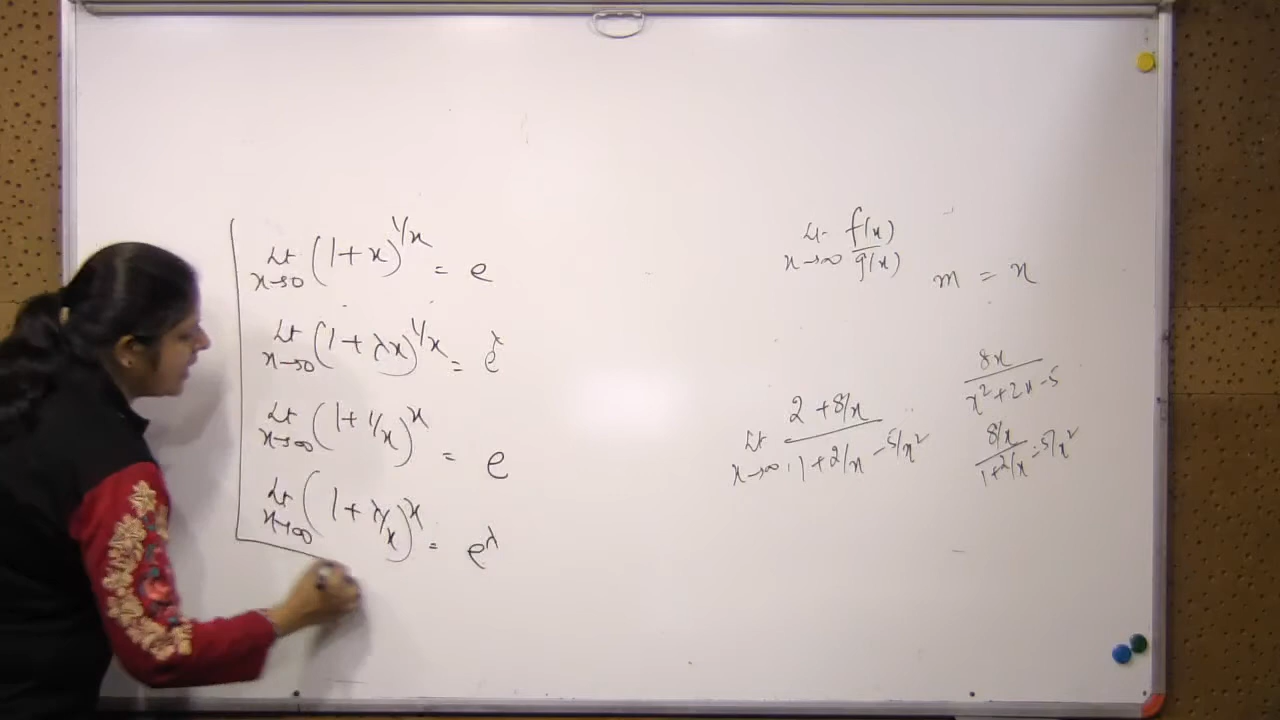 Lt x→0 (1+x)^1/x = e
Lt x→0 (1+λx)^1/x = e^λ
Lt x→∞ (1+1/x)^x = e
Lt x→∞ (1+λ/x)^x = e^λ
Lt x→∞ f(x)/g(x)
m = n
8x/x²+2x-5
Lt x→∞ 2+8/x / 1+2/x-5/x²
8/x / 1+2/x-5/x²